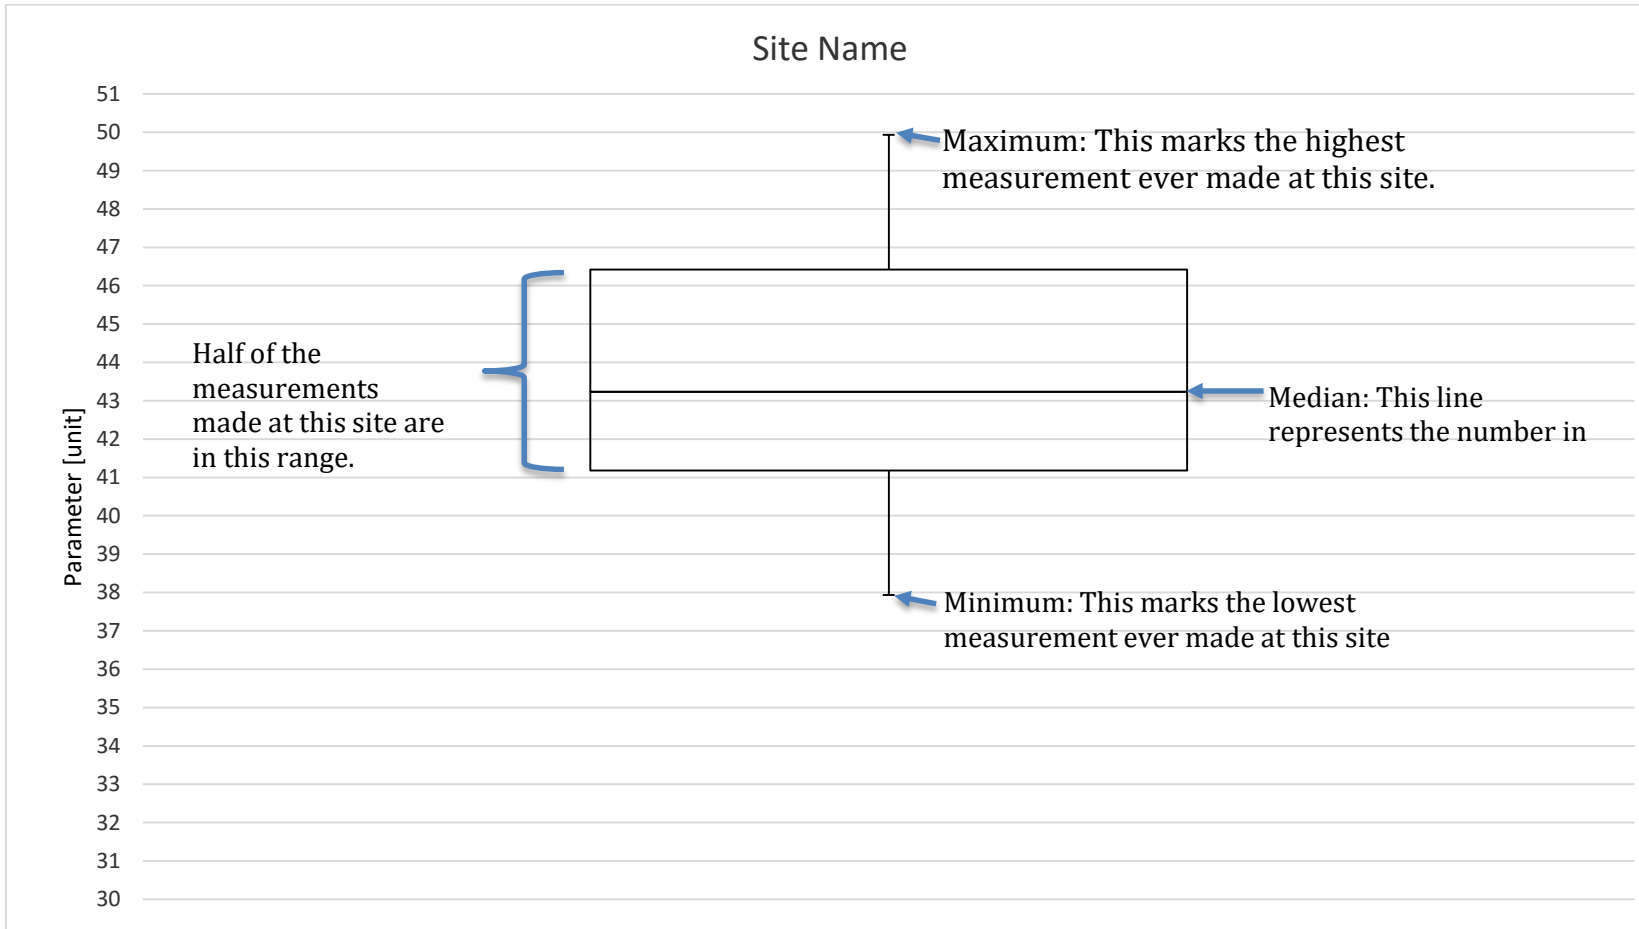 Site Name
51
50
49
48
47
46
45
44
43
42
41
40
39
38
37
36
35
34
33
32
31
30
Parameter [unit]
Maximum: This marks the highest
measurement ever made at this site.
Half of the
measurements
made at this site are
in this range.
Median: This line
represents the number in
Minimum: This marks the lowest
measurement ever made at this site